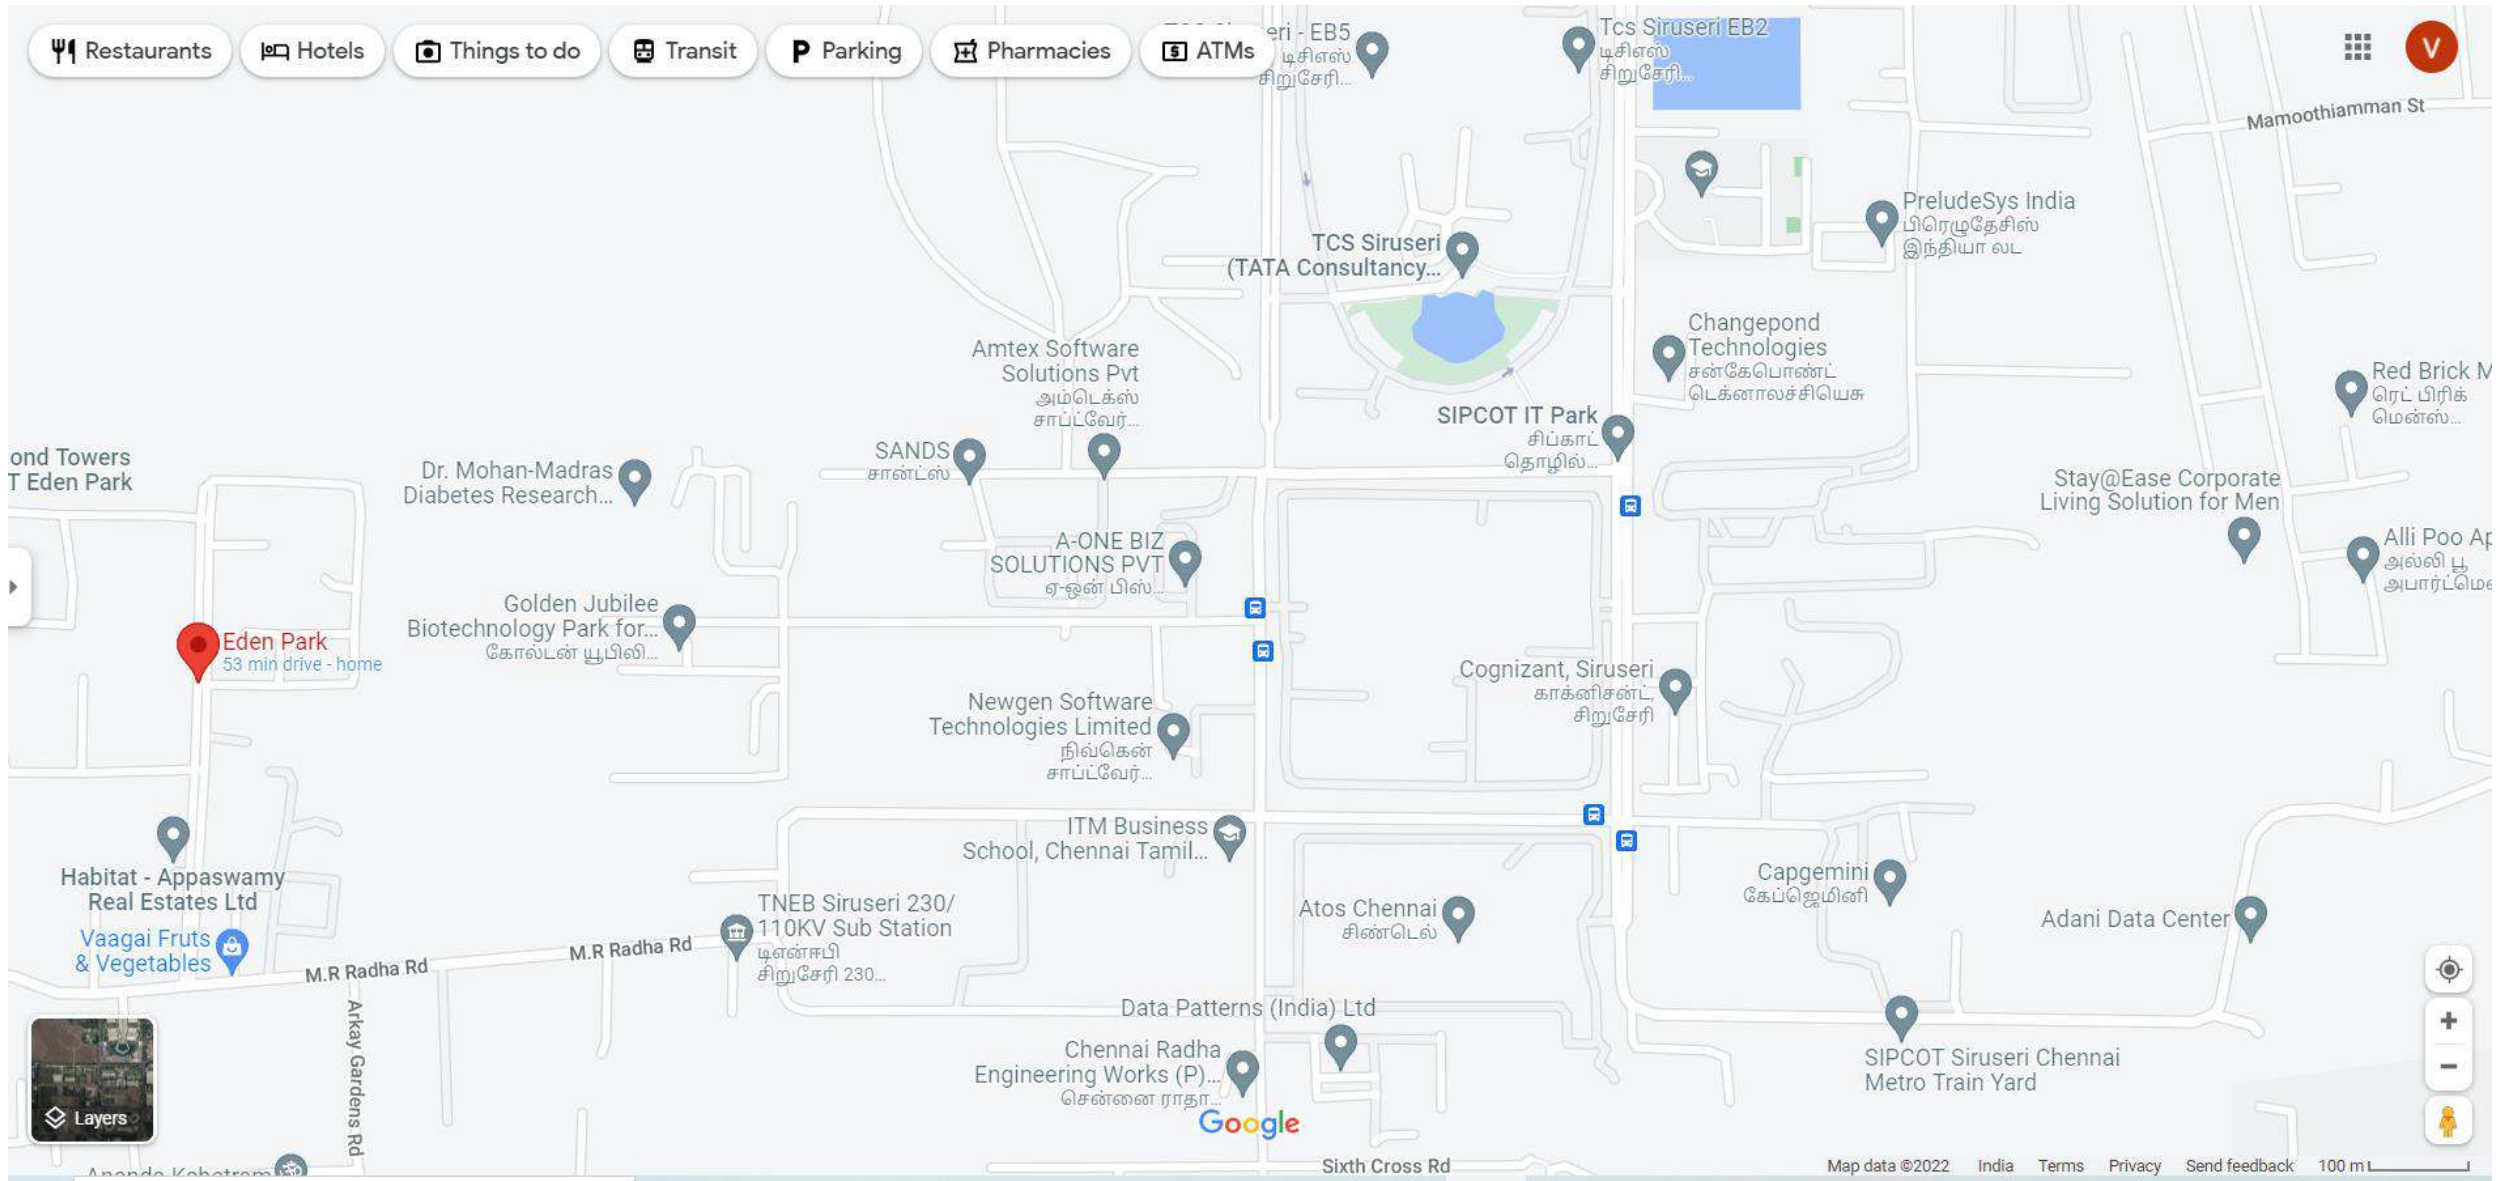 Restaurants
Hotels
Things to do
Transit
Parking
Pharmacies
ATMs
eri - EB5
டிசிஎஸ்
சிறுசேரி...
Tcs Siruseri EB2
டிசிஎஸ்
சிறுசேரி...
V
Mamoothiamman St
PreludeSys India
பிரெழுதேசிஸ்
இந்தியா லட
TCS Siruseri
(TATA Consultancy...
Changepond
Technologies
சன்கேபொண்ட்
டெக்னாலச்சியெசு
Amtex Software
Solutions Pvt
அம்டெக்ஸ்
சாப்ட்வேர்...
Red Brick M
ரெட் பிரிக்
மென்ஸ்...
SIPCOT IT Park
சிப்காட்
தொழில்...
SANDS
சான்ட்ஸ்
ond Towers
T Eden Park
Dr. Mohan-Madras
Diabetes Research...
Stay@Ease Corporate
Living Solution for Men
A-ONE BIZ
SOLUTIONS PVT
ஏ-ஒன் பிஸ்...
Alli Poo Ap
அல்லி பூ
அபார்ட்மெ
Golden Jubilee
Biotechnology Park for...
கோல்டன் யூபிலி...
Eden Park
53 min drive - home
Cognizant, Siruseri
காக்னிசன்ட்,
சிறுசேரி
Newgen Software
Technologies Limited
நிவ்கென்
சாப்ட்வேர்...
ITM Business
School, Chennai Tamil...
Habitat - Appaswamy
Real Estates Ltd
Capgemini
கேப்ஜெமினி
TNEB Siruseri 230/
110KV Sub Station
டிஎன்ஈபி
சிறுசேரி 230...
Atos Chennai
சிண்டெல்
Adani Data Center
Vaagai Fruts
& Vegetables
M.R Radha Rd
M.R Radha Rd
Arkay Gardens Rd
Data Patterns (India) Ltd
Chennai Radha
Engineering Works (P)...
சென்னை ராதா...
SIPCOT Siruseri Chennai
Metro Train Yard
Layers
Google
Sixth Cross Rd
Map data ©2022
India
Terms
Privacy
Send feedback
100 m